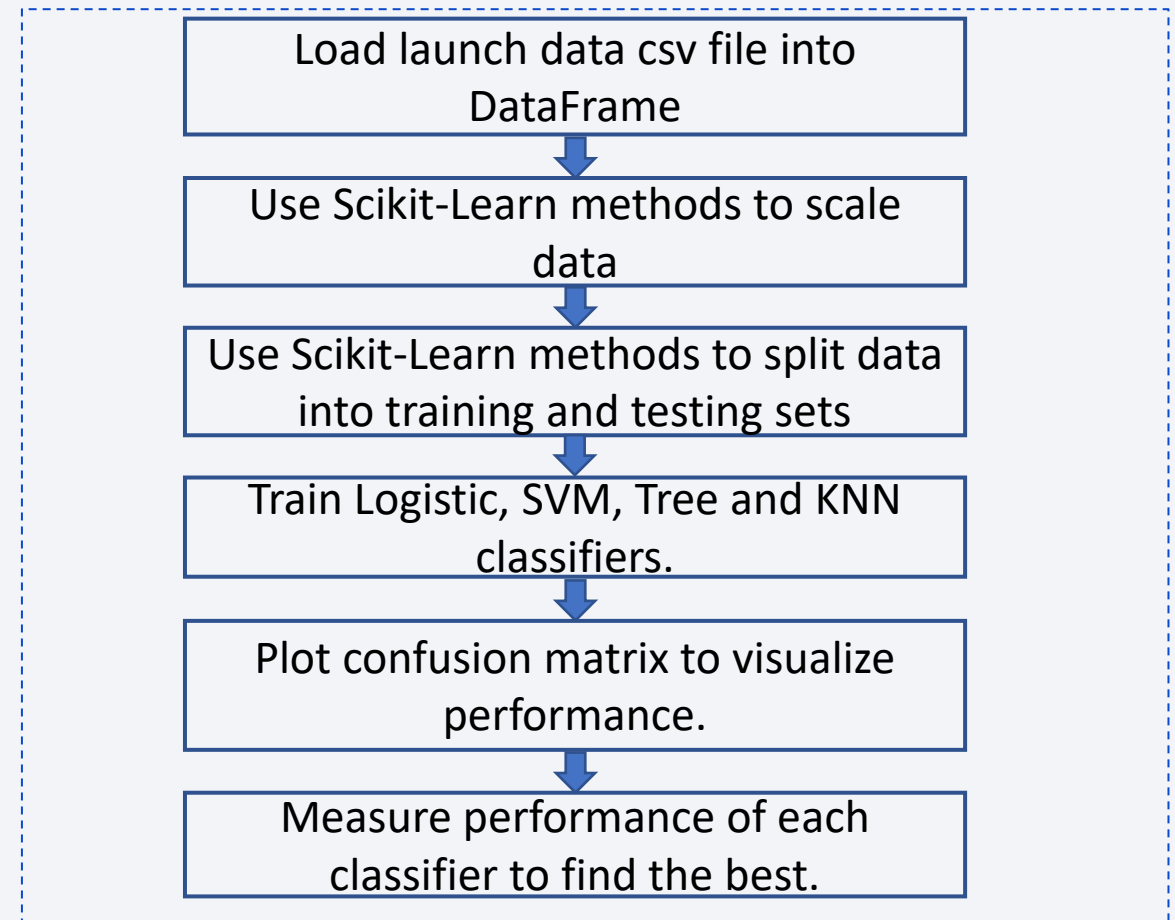 Load launch data csv file into
DataFrame
Use Scikit-Learn methods to scale
data
Use Scikit-Learn methods to split data
into training and testing sets
Train Logistic, SVM, Tree and KNN
classifiers.
Plot confusion matrix to visualize
performance.
Measure performance of each
classifier to find the best.